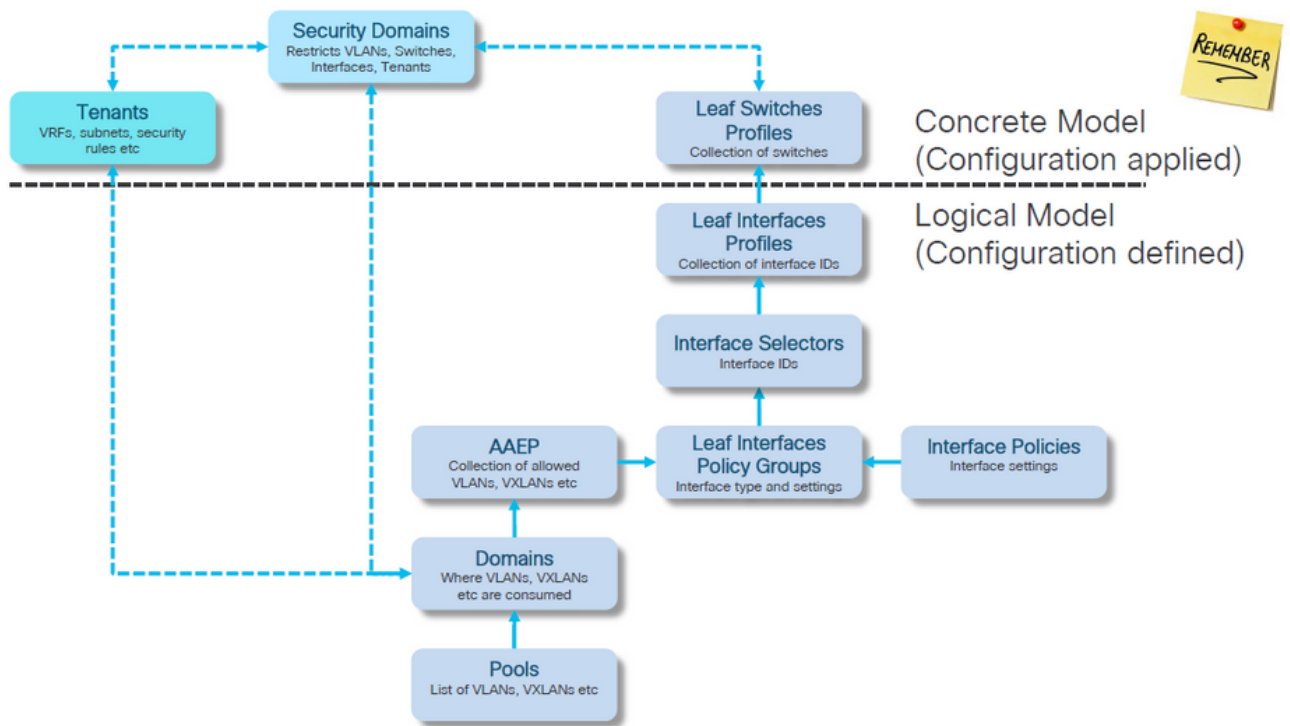 Security Domains
Restricts VLANs, Switches,
Interfaces, Tenants
REMEMBER
Tenants
VRFs, subnets, security
rules etc
Leaf Switches
Profiles
Collection of switches
Concrete Model
(Configuration applied)
Leaf Interfaces
Profiles
Collection of interface IDs
Logical Model
(Configuration defined)
Interface Selectors
Interface IDs
AAEP
Collection of allowed
VLANs, VXLANs etc
Leaf Interfaces
Policy Groups
Interface type and settings
Interface Policies
Interface settings
Domains
Where VLANs, VXLANs
etc are consumed
Pools
List of VLANs, VXLANs etc